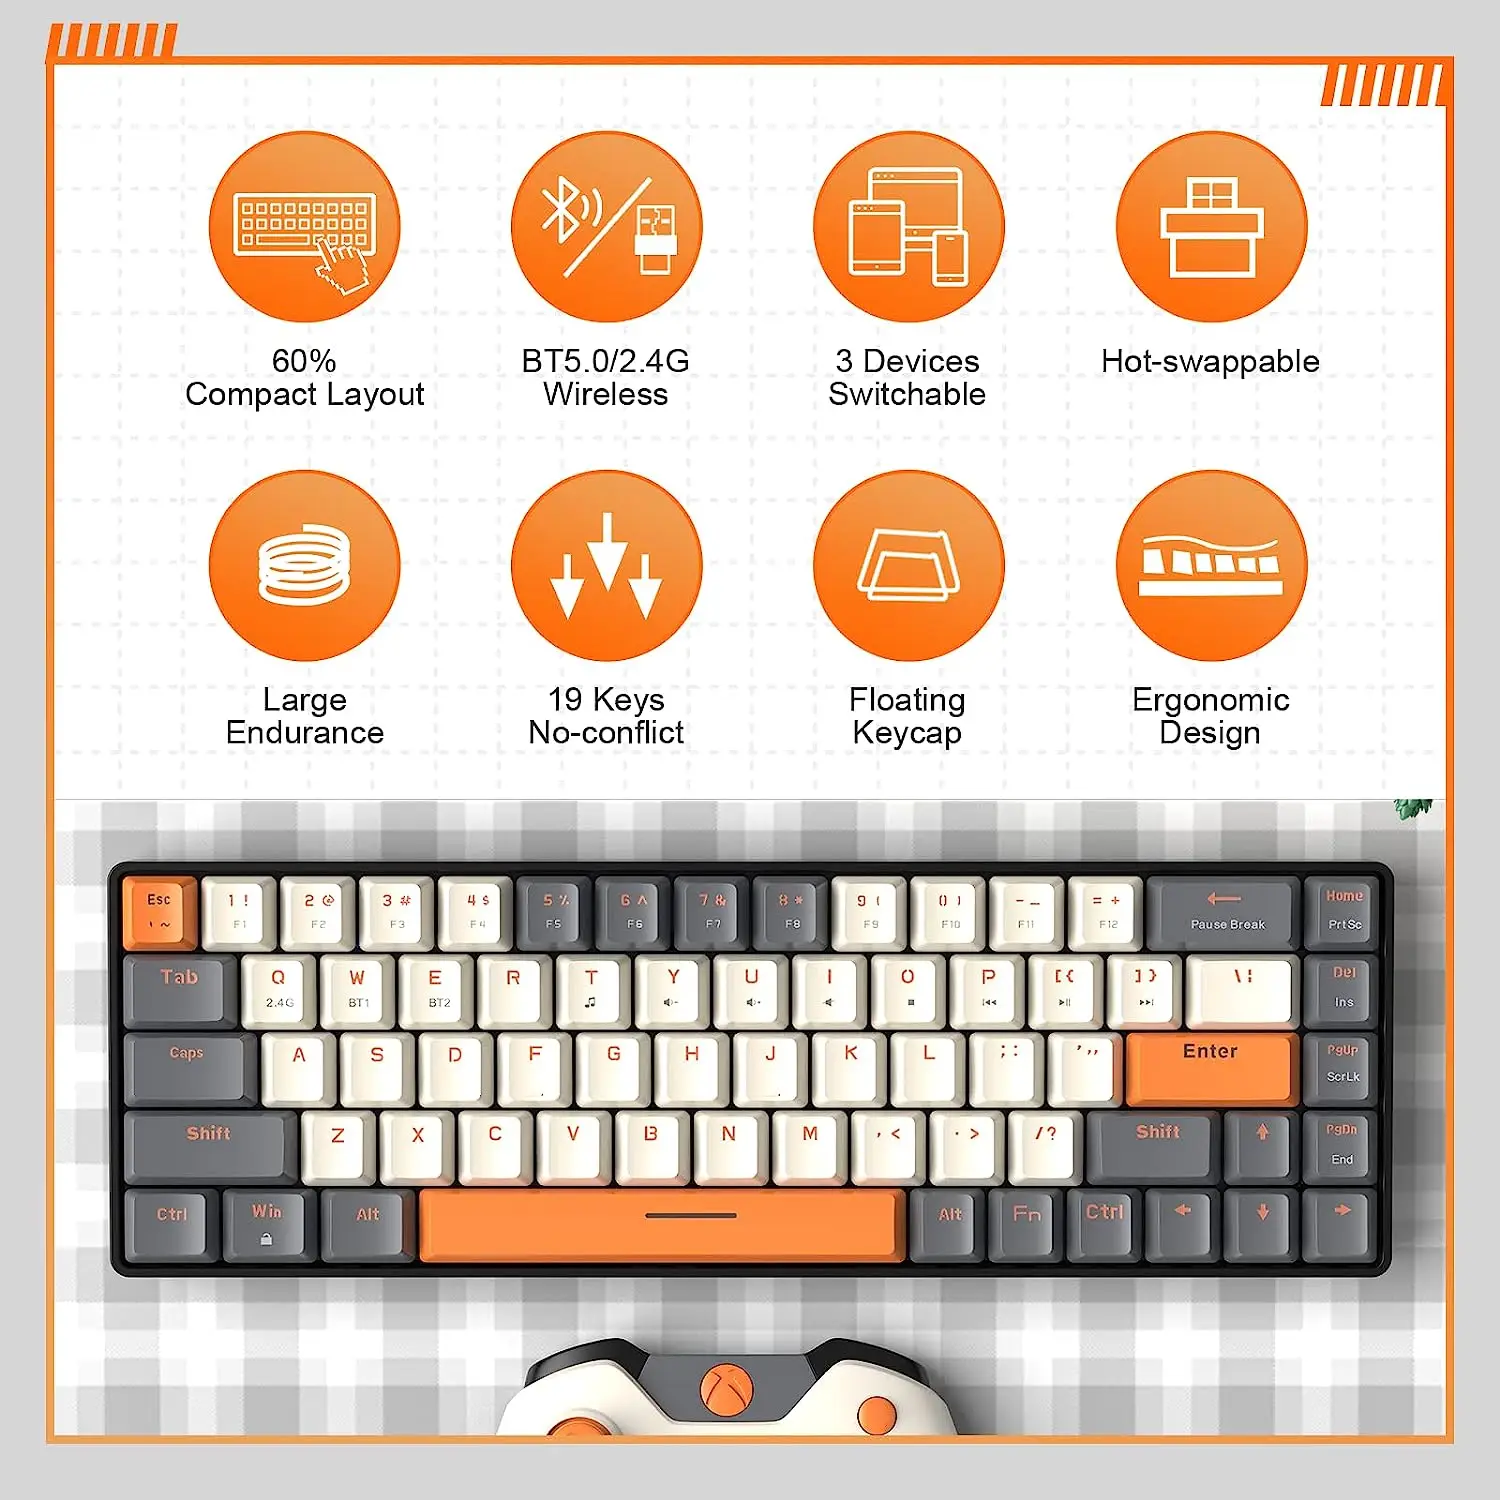 60%
Compact Layout
BT5.0/2.4G
Wireless
3 Devices
Switchable
Hot-swappable
Large
Endurance
19 Keys
No-conflict
Floating
Keycap
Ergonomic
Design
Esc 1 ! 2 @ 3 # 4 $ 5 % 6 ^ 7 & 8 * 9 ( 0 ) - _ = + ← Home
` ~ F1 F2 F3 F4 F5 F6 F7 F8 F9 F10 F11 F12 Pause Break PrtSc
Tab Q W E R T Y U I O P [ { ] } \ | Del
2.4G BT1 BT2 Ins
Caps A S D F G H J K L ; : ' " Enter PgUp
ScrLk
Shift Z X C V B N M , < . > / ? Shift ↑ PgDn
End
Ctrl Win Alt Alt Fn Ctrl ← ↓ →